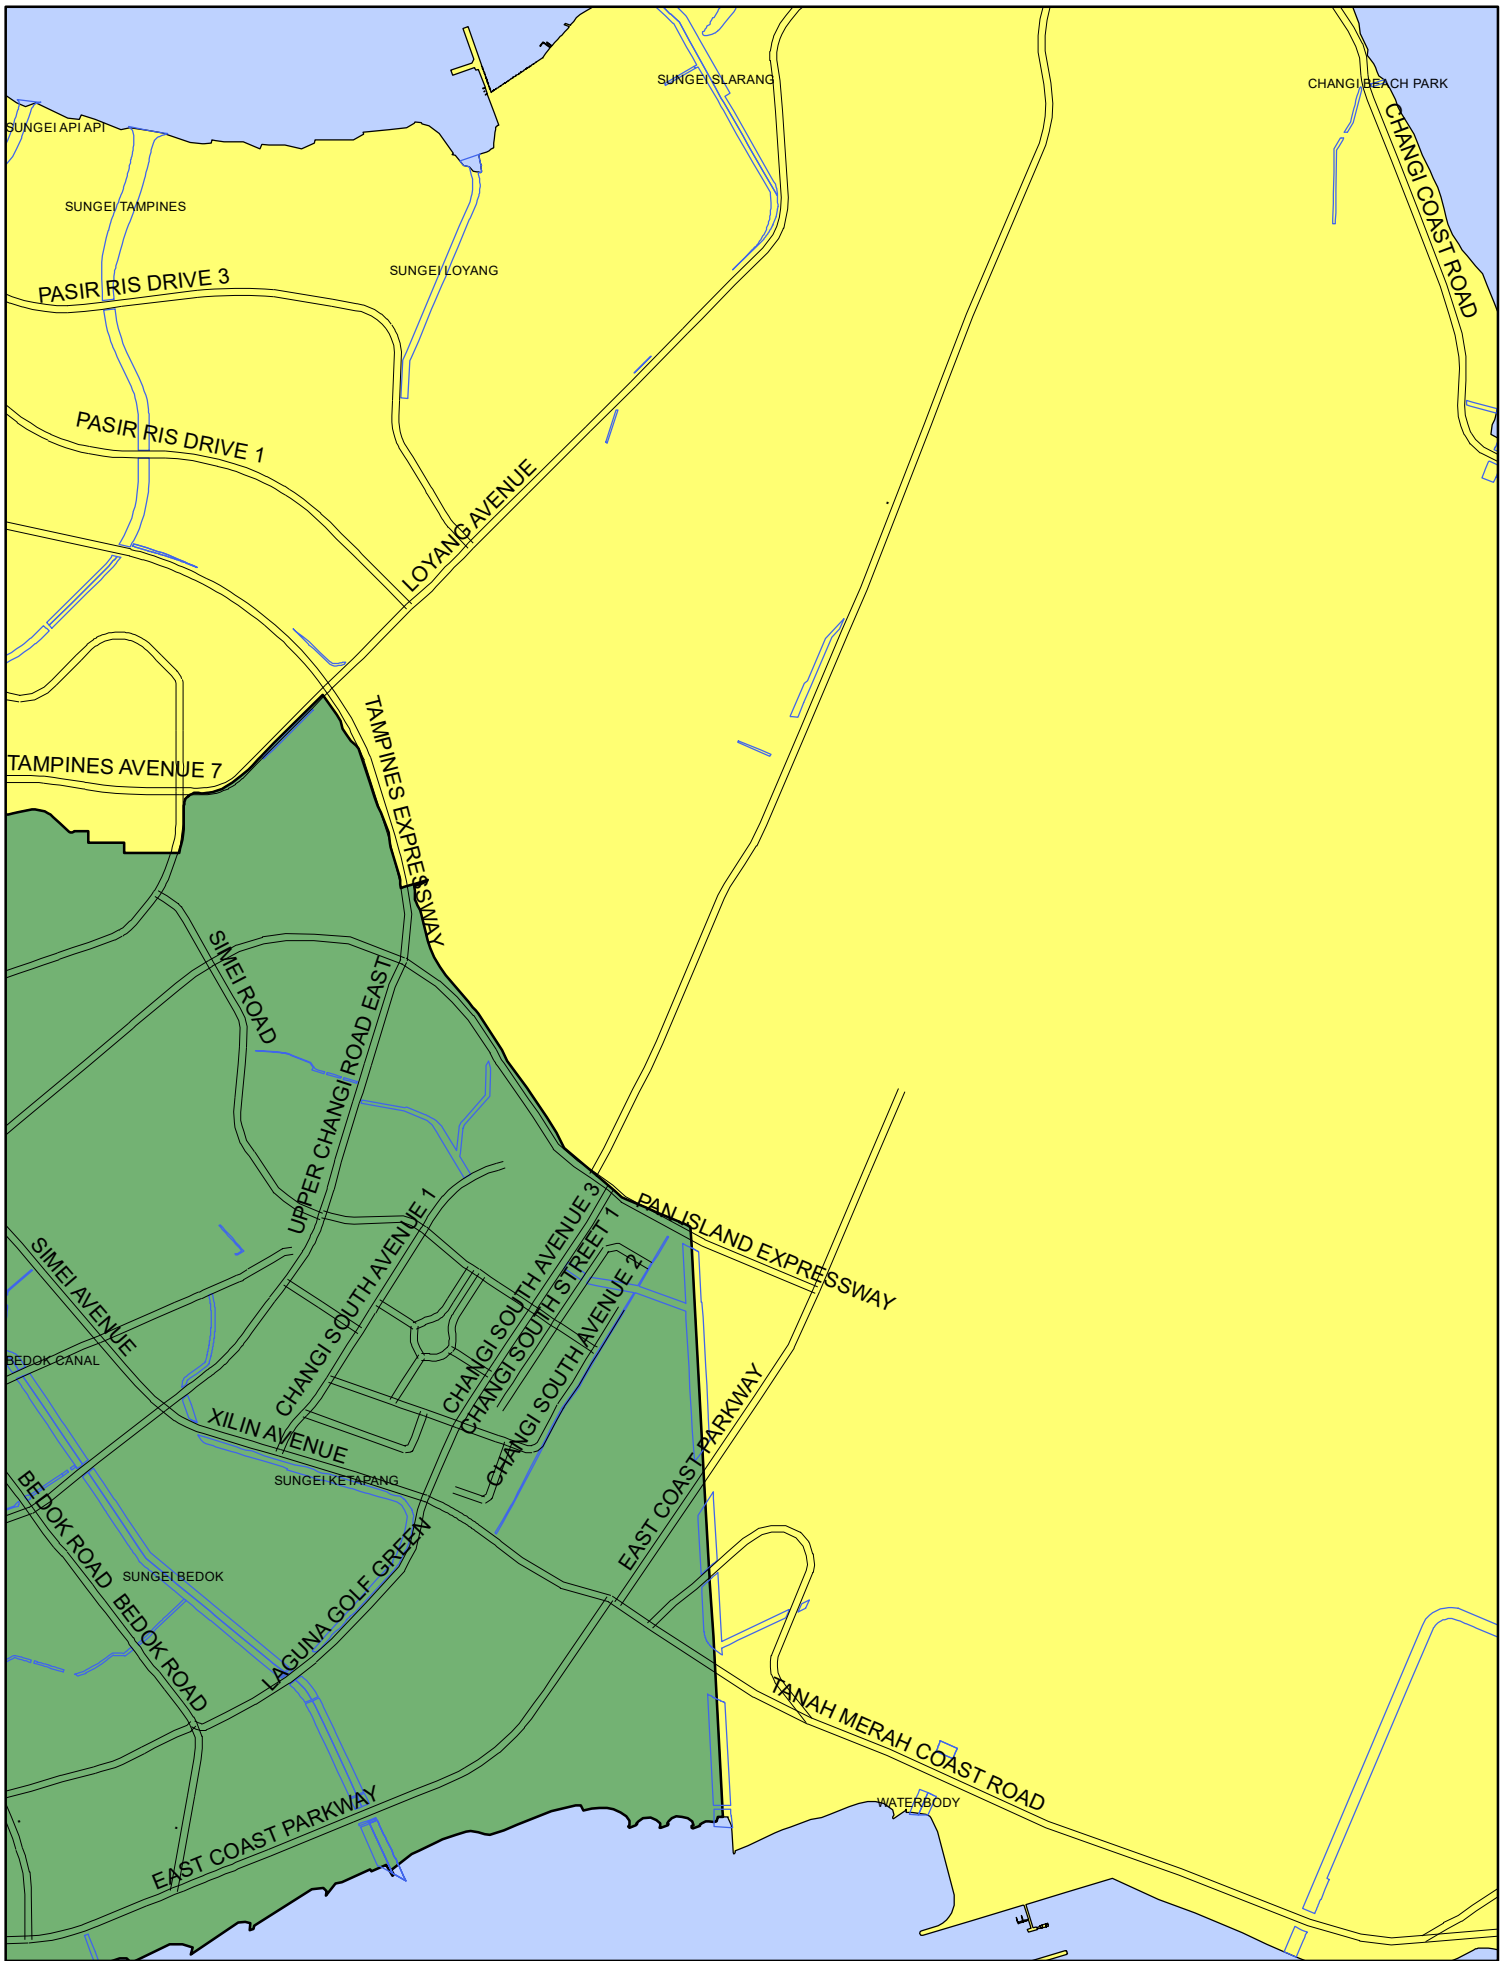 SUNGEI SLARANG
CHANGI BEACH PARK
SUNGEI API API
CHANGI COAST ROAD
SUNGEI TAMPINES
SUNGEI LOYANG
PASIR RIS DRIVE 3
PASIR RIS DRIVE 1
LOYANG AVENUE
TAMPINES AVENUE 7
TAMPINES EXPRESSWAY
SIMEI ROAD
UPPER CHANGI ROAD EAST
PAN ISLAND EXPRESSWAY
CHANGI SOUTH AVENUE 1
CHANGI SOUTH AVENUE 3
CHANGI SOUTH STREET 1
CHANGI SOUTH AVENUE 2
SIMEI AVENUE
BEDOK CANAL
XILIN AVENUE
SUNGEI KETAPANG
EAST COAST PARKWAY
BEDOK ROAD
SUNGEI BEDOK
BEDOK ROAD
LAGUNA GOLF GREEN
TANAH MERAH COAST ROAD
WATERBODY
EAST COAST PARKWAY